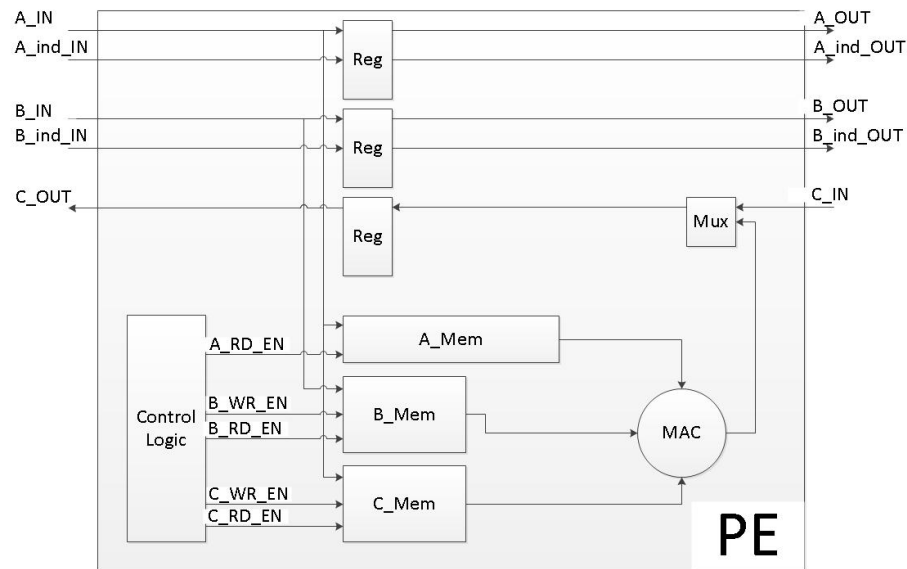 A_IN
A_OUT
A_ind_IN
Reg
A_ind_OUT
B_IN
B_OUT
B_ind_IN
Reg
B_ind_OUT
C_OUT
C_IN
Reg
Mux
A_RD_EN
A_Mem
Control
Logic
B_WR_EN
B_Mem
B_RD_EN
MAC
C_WR_EN
C_Mem
C_RD_EN
PE